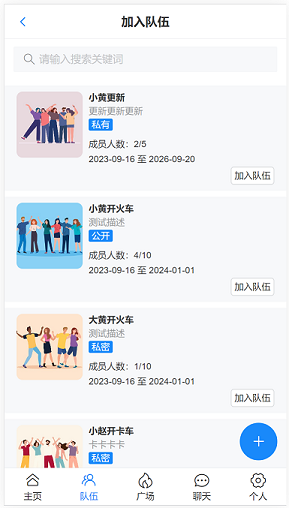 加入队伍
请输入搜索关键词
小黄更新
更新更新更新
私有
成员人数：2/5
2023-09-16 至 2026-09-20
加入队伍
小黄开火车
测试描述
公开
成员人数：4/10
2023-09-16 至 2024-01-01
加入队伍
大黄开火车
测试描述
私密
成员人数：1/10
2023-09-16 至 2024-01-01
加入队伍
小赵开卡车
卡卡卡卡
私密
主页 队伍 广场 聊天 个人